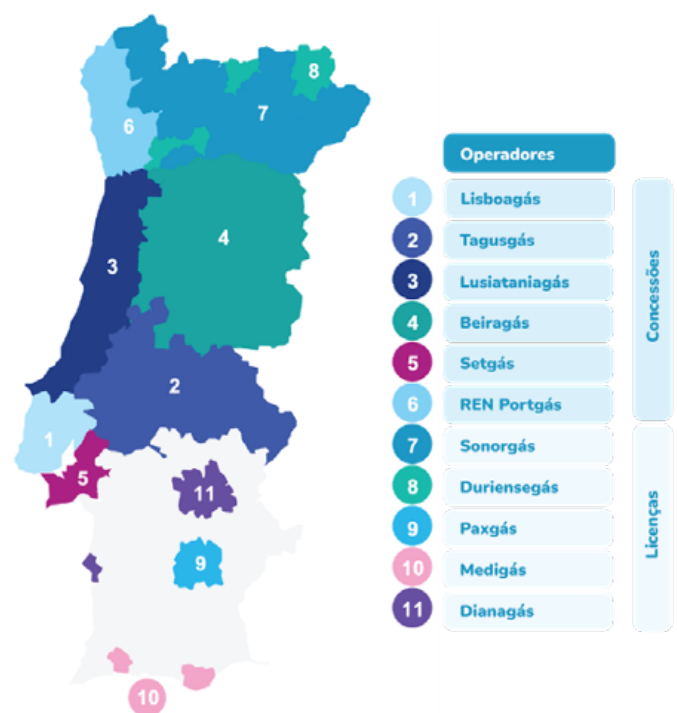 8
7
6
4
3
2
1
5
11
9
10
Operadores
1 Lisboagás
2 Tagusgás
3 Lusiataniagás
4 Beiragás
5 Setgás
6 REN Portgás
7 Sonorgás
8 Duriensegás
9 Paxgás
10 Medigás
11 Dianagás
Concessões
Licenças